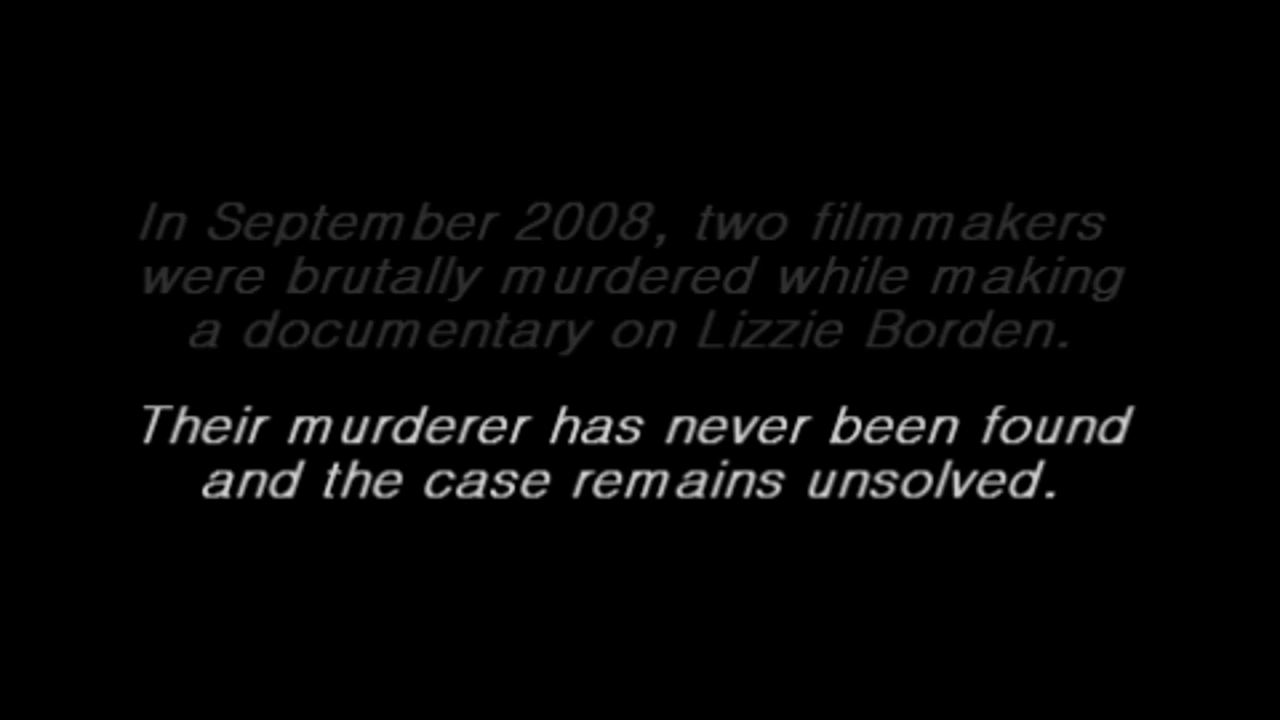 In September 2008, two filmmakers
were brutally murdered while making
a documentary on Lizzie Borden.
Their murderer has never been found
and the case remains unsolved.